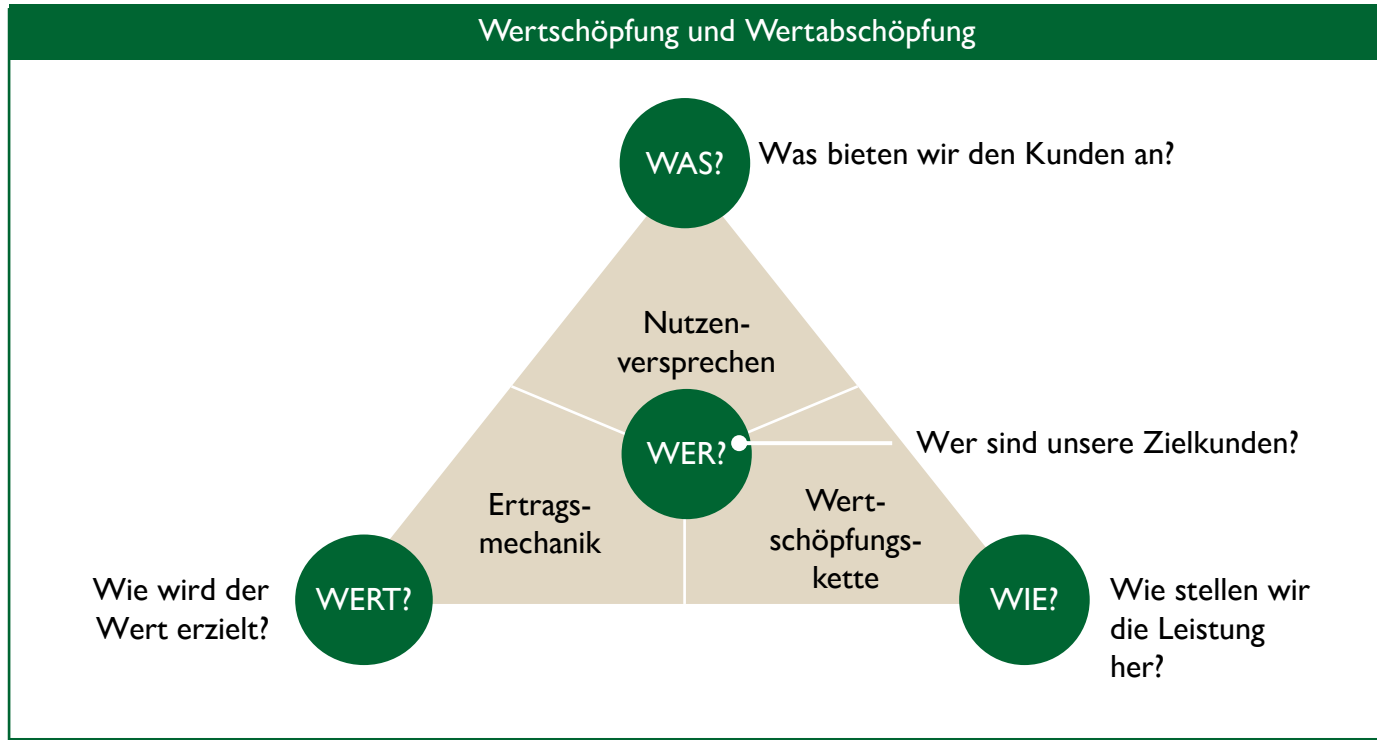 Wertschöpfung und Wertabschöpfung
WAS?
Was bieten wir den Kunden an?
Nutzen-
versprechen
WER?
Wer sind unsere Zielkunden?
Ertrags-
mechanik
Wert-
schöpfungs-
kette
Wie wird der
Wert erzielt?
WERT?
WIE?
Wie stellen wir
die Leistung
her?